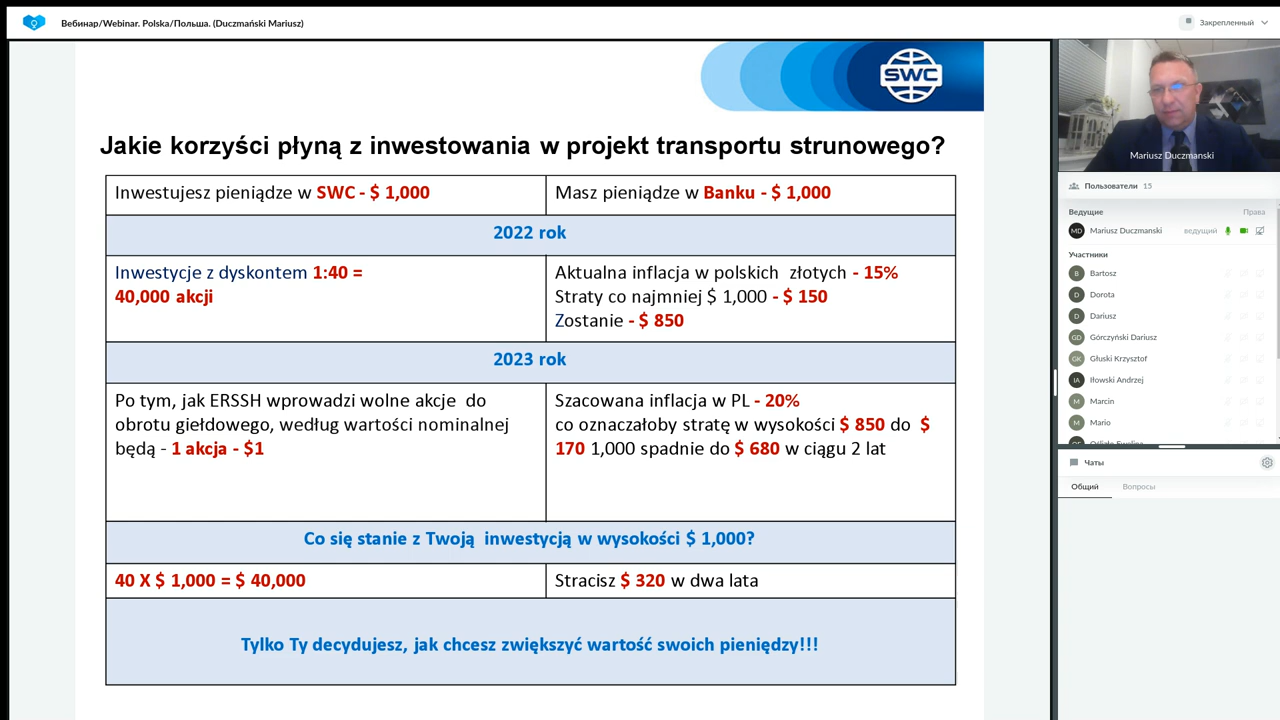 Вебинар/Webinar. Polska/Польша. (Duczmański Mariusz)
Закрепленный
SWC
Jakie korzyści płyną z inwestowania w projekt transportu strunowego?
Inwestujesz pieniądze w SWC - $ 1,000
Masz pieniądze w Banku - $ 1,000
2022 rok
Inwestycje z dyskontem 1:40 =
40,000 akcji
Aktualna inflacja w polskich złotych - 15%
Straty co najmniej $ 1,000 - $ 150
Zostanie - $ 850
2023 rok
Po tym, jak ERSSH wprowadzi wolne akcje do
obrotu giełdowego, według wartości nominalnej
będą - 1 akcja - $1
Szacowana inflacja w PL - 20%
co oznaczałoby stratę w wysokości $ 850 do $
170 1,000 spadnie do $ 680 w ciągu 2 lat
Co się stanie z Twoją inwestycją w wysokości $ 1,000?
40 X $ 1,000 = $ 40,000
Stracisz $ 320 w dwa lata
Tylko Ty decydujesz, jak chcesz zwiększyć wartość swoich pieniędzy!!!
Mariusz Duczmanski
Пользователи 15
Ведущие Права
MD Mariusz Duczmanski ведущий
Участники
B Bartosz
D Dorota
D Dariusz
GD Górczyński Dariusz
GK Głuski Krzysztof
IA Iłowski Andrzej
M Marcin
M Mario
Чаты
Общий Вопросы